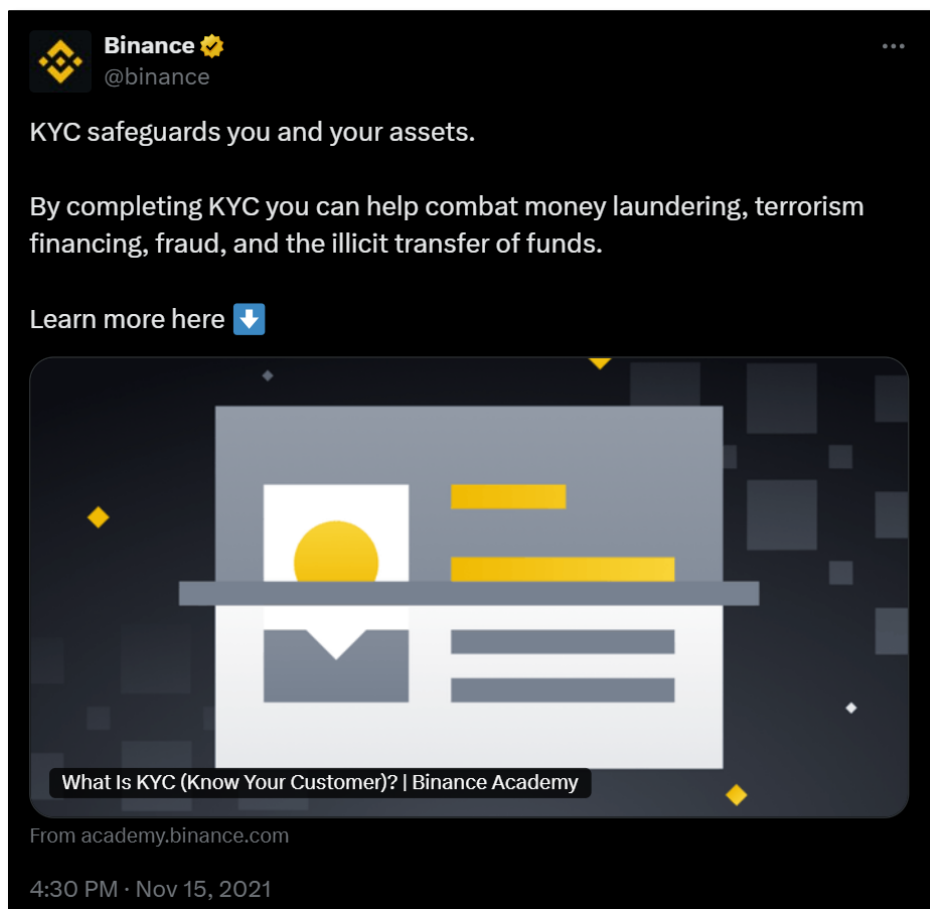 Binance
@binance
KYC safeguards you and your assets.
By completing KYC you can help combat money laundering, terrorism
financing, fraud, and the illicit transfer of funds.
Learn more here ⬇️
What Is KYC (Know Your Customer)? | Binance Academy
From academy.binance.com
4:30 PM · Nov 15, 2021